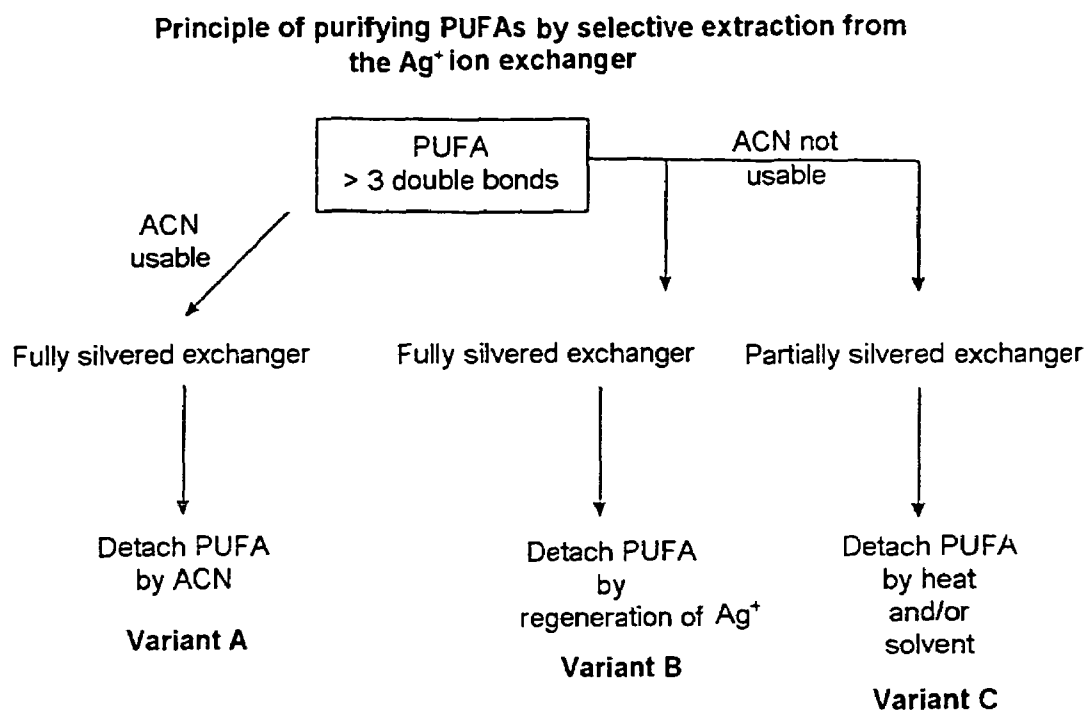 Principle of purifying PUFAs by selective extraction from
the Ag⁺ ion exchanger
PUFA
> 3 double bonds
ACN not
usable
ACN
usable
Fully silvered exchanger
Fully silvered exchanger
Partially silvered exchanger
Detach PUFA
by ACN
Variant A
Detach PUFA
by
regeneration of Ag⁺
Variant B
Detach PUFA
by heat
and/or
solvent
Variant C